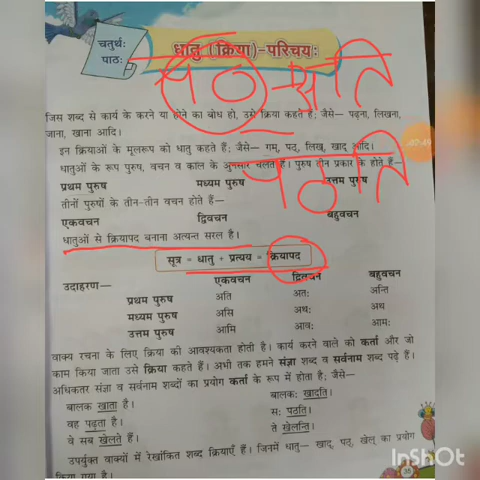 चतुर्थः
पाठः
धातु (क्रिया)-परिचयः
पठ् - अति
जिस शब्द से कार्य के करने या होने का बोध हो, उसे क्रिया कहते हैं; जैसे— पढ़ना, लिखना,
जाना, खाना आदि।
इन क्रियाओं के मूलरूप को धातु कहते हैं; जैसे— गम्, पठ्, लिख्, खाद् आदि।
धातुओं के रूप पुरुष, वचन व काल के अनुसार चलते हैं। पुरुष तीन प्रकार के होते हैं—
पठति
प्रथम पुरुष मध्यम पुरुष उत्तम पुरुष
तीनों पुरुषों के तीन-तीन वचन होते हैं—
एकवचन द्विवचन बहुवचन
धातुओं से क्रियापद बनाना अत्यन्त सरल है।
सूत्र = धातु + प्रत्यय = क्रियापद
उदाहरण— एकवचन द्विवचन बहुवचन
प्रथम पुरुष अति अतः अन्ति
मध्यम पुरुष असि अथः अथ
उत्तम पुरुष आमि आवः आमः
वाक्य रचना के लिए क्रिया की आवश्यकता होती है। कार्य करने वाले को कर्ता और जो
काम किया जाता उसे क्रिया कहते हैं। अभी तक हमने संज्ञा शब्द व सर्वनाम शब्द पढ़े हैं।
अधिकतर संज्ञा व सर्वनाम शब्दों का प्रयोग कर्ता के रूप में होता है; जैसे—
बालक खाता है। बालकः खादति।
वह पढ़ता है। सः पठति।
वे सब खेलते हैं। ते खेलन्ति।
उपर्युक्त वाक्यों में रेखांकित शब्द क्रियाएँ हैं। जिनमें धातु— खाद्, पठ्, खेल् का प्रयोग
किया गया है।
35
InShOt